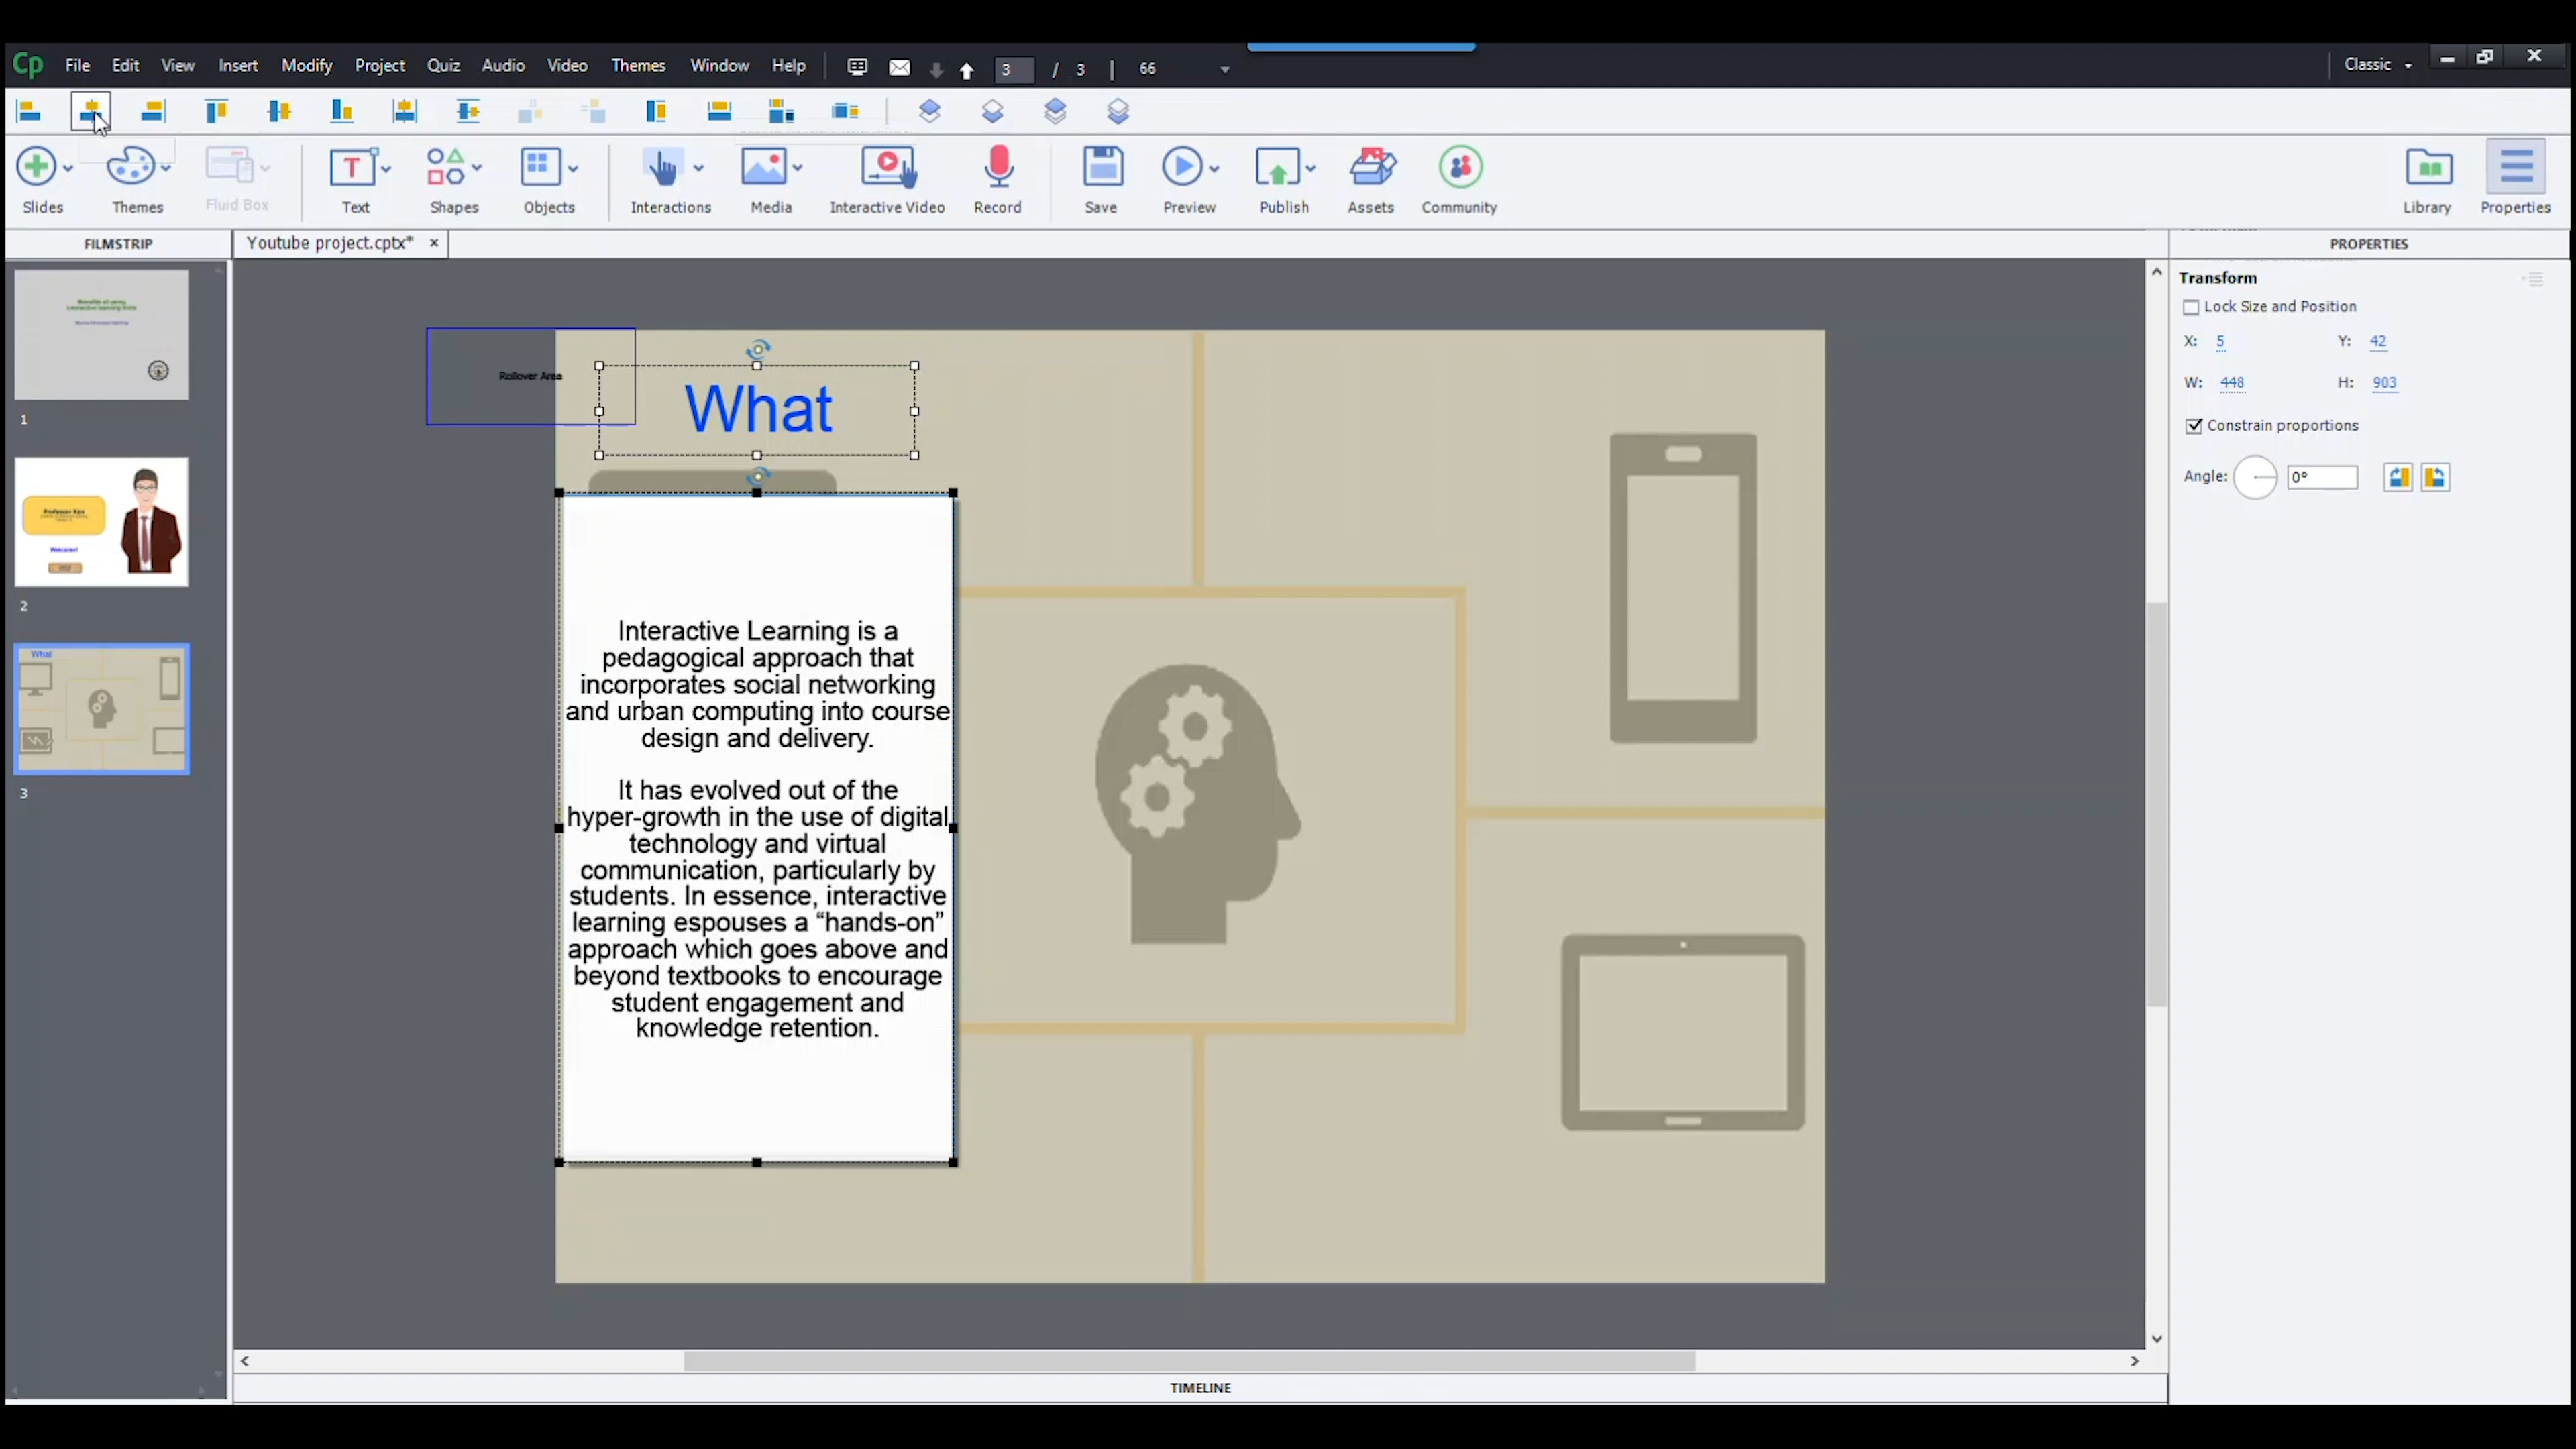 Cp File Edit View Insert Modify Project Quiz Audio Video Themes Window Help 3 / 3 66 Classic
Slides Themes Fluid Box Text Shapes Objects Interactions Media Interactive Video Record Save Preview Publish Assets Community Library Properties
FILMSTRIP Youtube project.cptx* PROPERTIES
Transform
Lock Size and Position
X: 5 Y: 42
W: 448 H: 903
Constrain proportions
Angle: 0°
1
Professor Ken
Welcome!
2
What
3
Rollover Area
What
Interactive Learning is a
pedagogical approach that
incorporates social networking
and urban computing into course
design and delivery.
It has evolved out of the
hyper-growth in the use of digital
technology and virtual
communication, particularly by
students. In essence, interactive
learning espouses a “hands-on”
approach which goes above and
beyond textbooks to encourage
student engagement and
knowledge retention.
TIMELINE